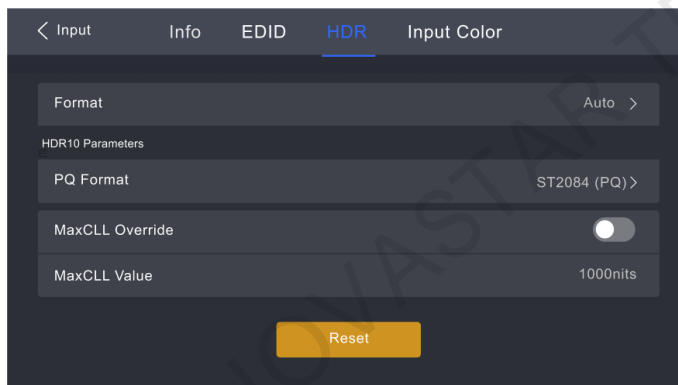 Input Info EDID HDR Input Color
Format Auto
HDR10 Parameters
PQ Format ST2084 (PQ)
MaxCLL Override
MaxCLL Value 1000nits
Reset
NOVASTAR